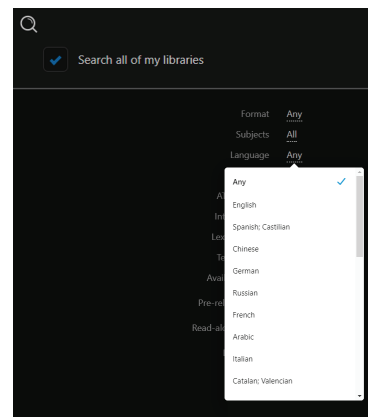 Search all of my libraries
Format Any
Subjects All
Language Any
Any
English
Spanish; Castilian
Chinese
German
Russian
French
Arabic
Italian
Catalan; Valencian